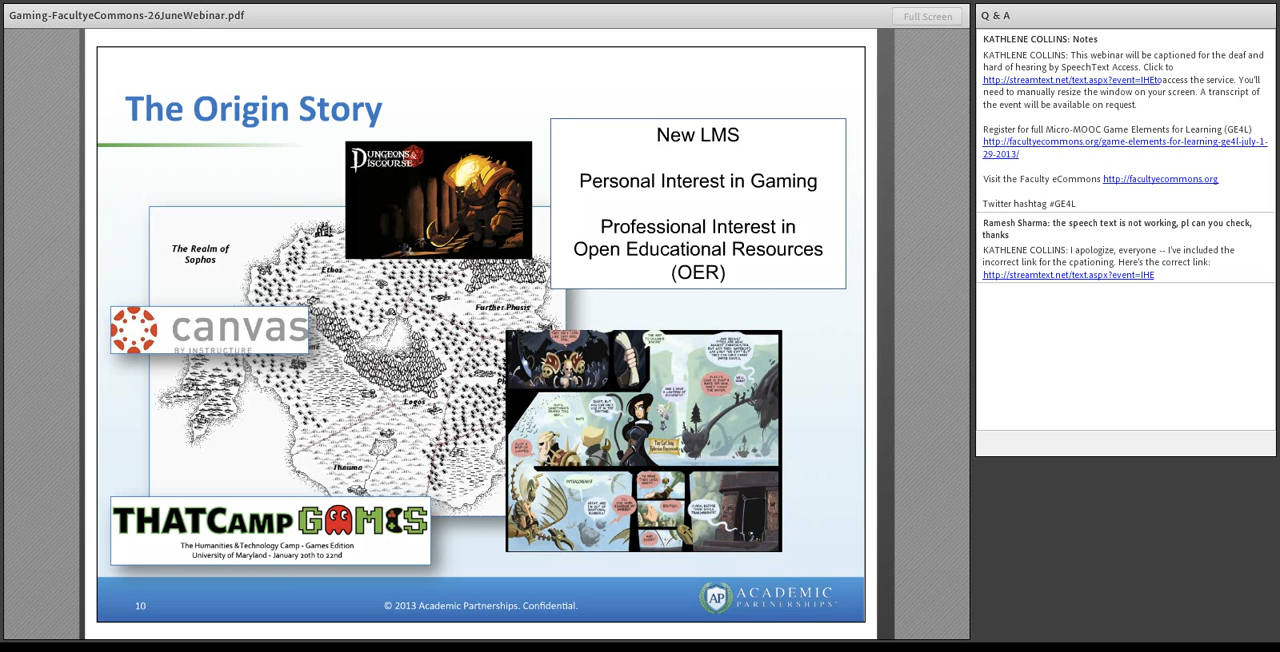 Gaming-FacultyeCommons-26JuneWebinar.pdf
Full Screen
The Origin Story
DUNGEONS &
DISCOURSE
New LMS
Personal Interest in Gaming
Professional Interest in
Open Educational Resources
(OER)
The Realm of
Sophos
Ethos
Further Physis
canvas
BY INSTRUCTURE
Logos
Thauma
THATCAMP GAMES
The Humanities & Technology Camp - Games Edition
University of Maryland - January 20th to 22nd
10
© 2013 Academic Partnerships. Confidential.
AP
ACADEMIC
PARTNERSHIPS
Q & A
KATHLENE COLLINS: Notes
KATHLENE COLLINS: This webinar will be captioned for the deaf and
hard of hearing by SpeechText Access. Click to
http://streamtext.net/text.aspx?event=IHEtoaccess the service. You'll
need to manually resize the window on your screen. A transcript of
the event will be available on request.
Register for full Micro-MOOC Game Elements for Learning (GE4L)
http://facultyecommons.org/game-elements-for-learning-ge4l-july-1-
29-2013/
Visit the Faculty eCommons http://facultyecommons.org
Twitter hashtag #GE4L
Ramesh Sharma: the speech text is not working, pl can you check,
thanks
KATHLENE COLLINS: I apologize, everyone -- I've included the
incorrect link for the cpationing. Here's the correct link:
http://streamtext.net/text.aspx?event=IHE